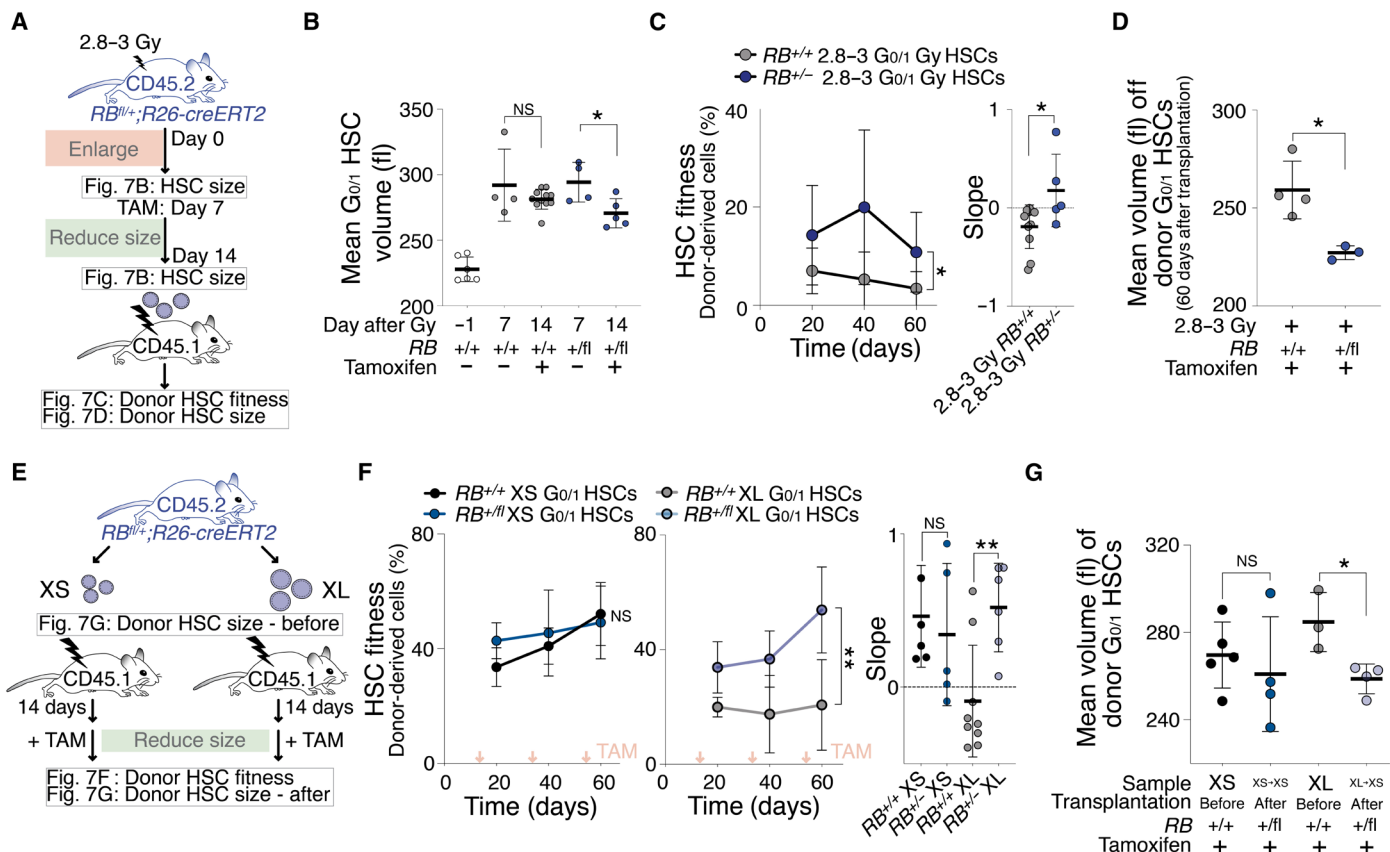 A
2.8–3 Gy
CD45.2
RBfl/+;R26-creERT2
Enlarge
Day 0
Fig. 7B: HSC size
TAM: Day 7
Reduce size
Day 14
Fig. 7B: HSC size
CD45.1
Fig. 7C: Donor HSC fitness
Fig. 7D: Donor HSC size
B
Mean G0/1 HSC
volume (fl)
350
300
250
200
NS
*
Day after Gy −1 7 14 7 14
RB +/+ +/+ +/+ +/fl +/fl
Tamoxifen − − + − +
C
RB+/+ 2.8–3 G0/1 Gy HSCs
RB+/− 2.8–3 G0/1 Gy HSCs
HSC fitness
Donor-derived cells (%)
40
20
0
*
0 20 40 60
Time (days)
Slope
1
0
−1
*
2.8–3 Gy RB+/+
2.8–3 Gy RB+/−
D
Mean volume (fl) off
donor G0/1 HSCs
(60 days after transplantation)
300
250
200
*
2.8–3 Gy + +
RB +/+ +/fl
Tamoxifen + +
E
CD45.2
RBfl/+;R26-creERT2
XS
XL
Fig. 7G: Donor HSC size - before
CD45.1
CD45.1
14 days
14 days
+ TAM
Reduce size
+ TAM
Fig. 7F : Donor HSC fitness
Fig. 7G: Donor HSC size - after
F
RB+/+ XS G0/1 HSCs
RB+/fl XS G0/1 HSCs
RB+/+ XL G0/1 HSCs
RB+/fl XL G0/1 HSCs
HSC fitness
Donor-derived cells (%)
80
40
0
NS
TAM
0 20 40 60
Time (days)
80
40
0
**
TAM
0 20 40 60
Time (days)
Slope
1
0
NS
**
RB+/+ XS
RB+/− XS
RB+/+ XL
RB+/− XL
G
Mean volume (fl) of
donor G0/1 HSCs
320
280
240
NS
*
Sample XS XS→XS XL XL→XS
Transplantation Before After Before After
RB +/+ +/fl +/+ +/fl
Tamoxifen + + + +